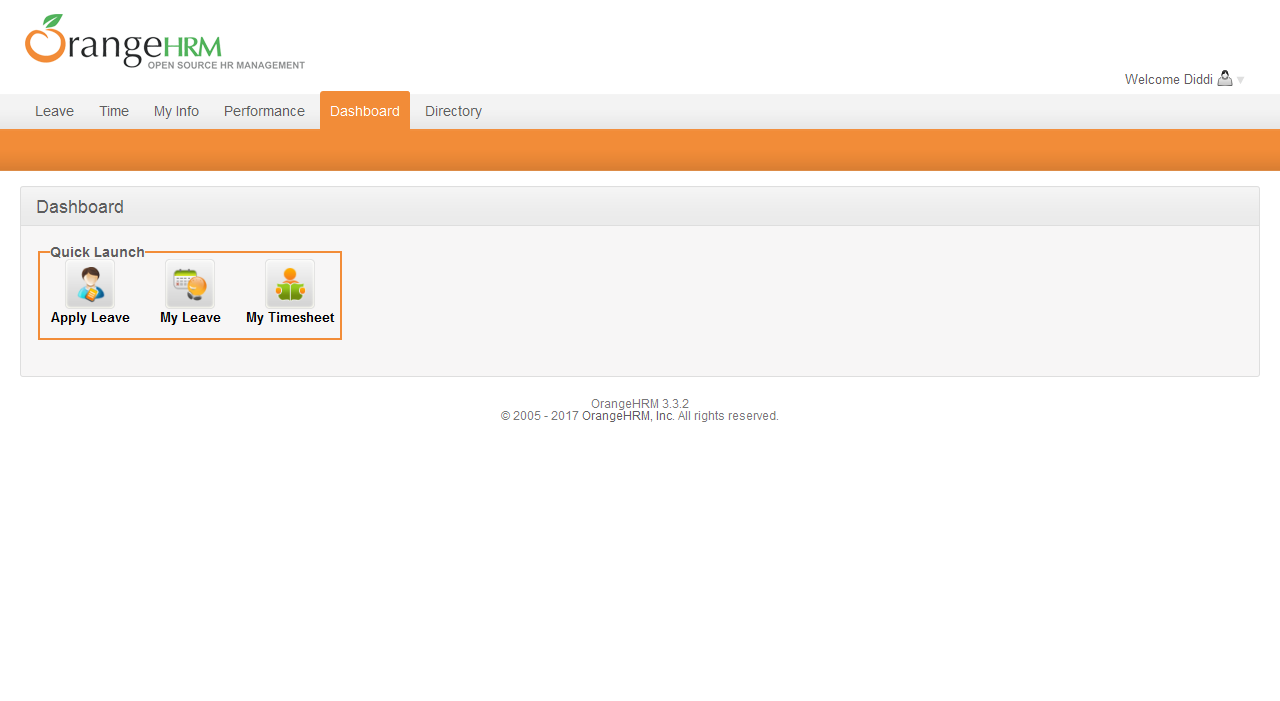 OrangeHRM
OPEN SOURCE HR MANAGEMENT
Welcome Diddi
Leave Time My Info Performance Dashboard Directory
Dashboard
Quick Launch
Apply Leave My Leave My Timesheet
OrangeHRM 3.3.2
© 2005 - 2017 OrangeHRM, Inc. All rights reserved.